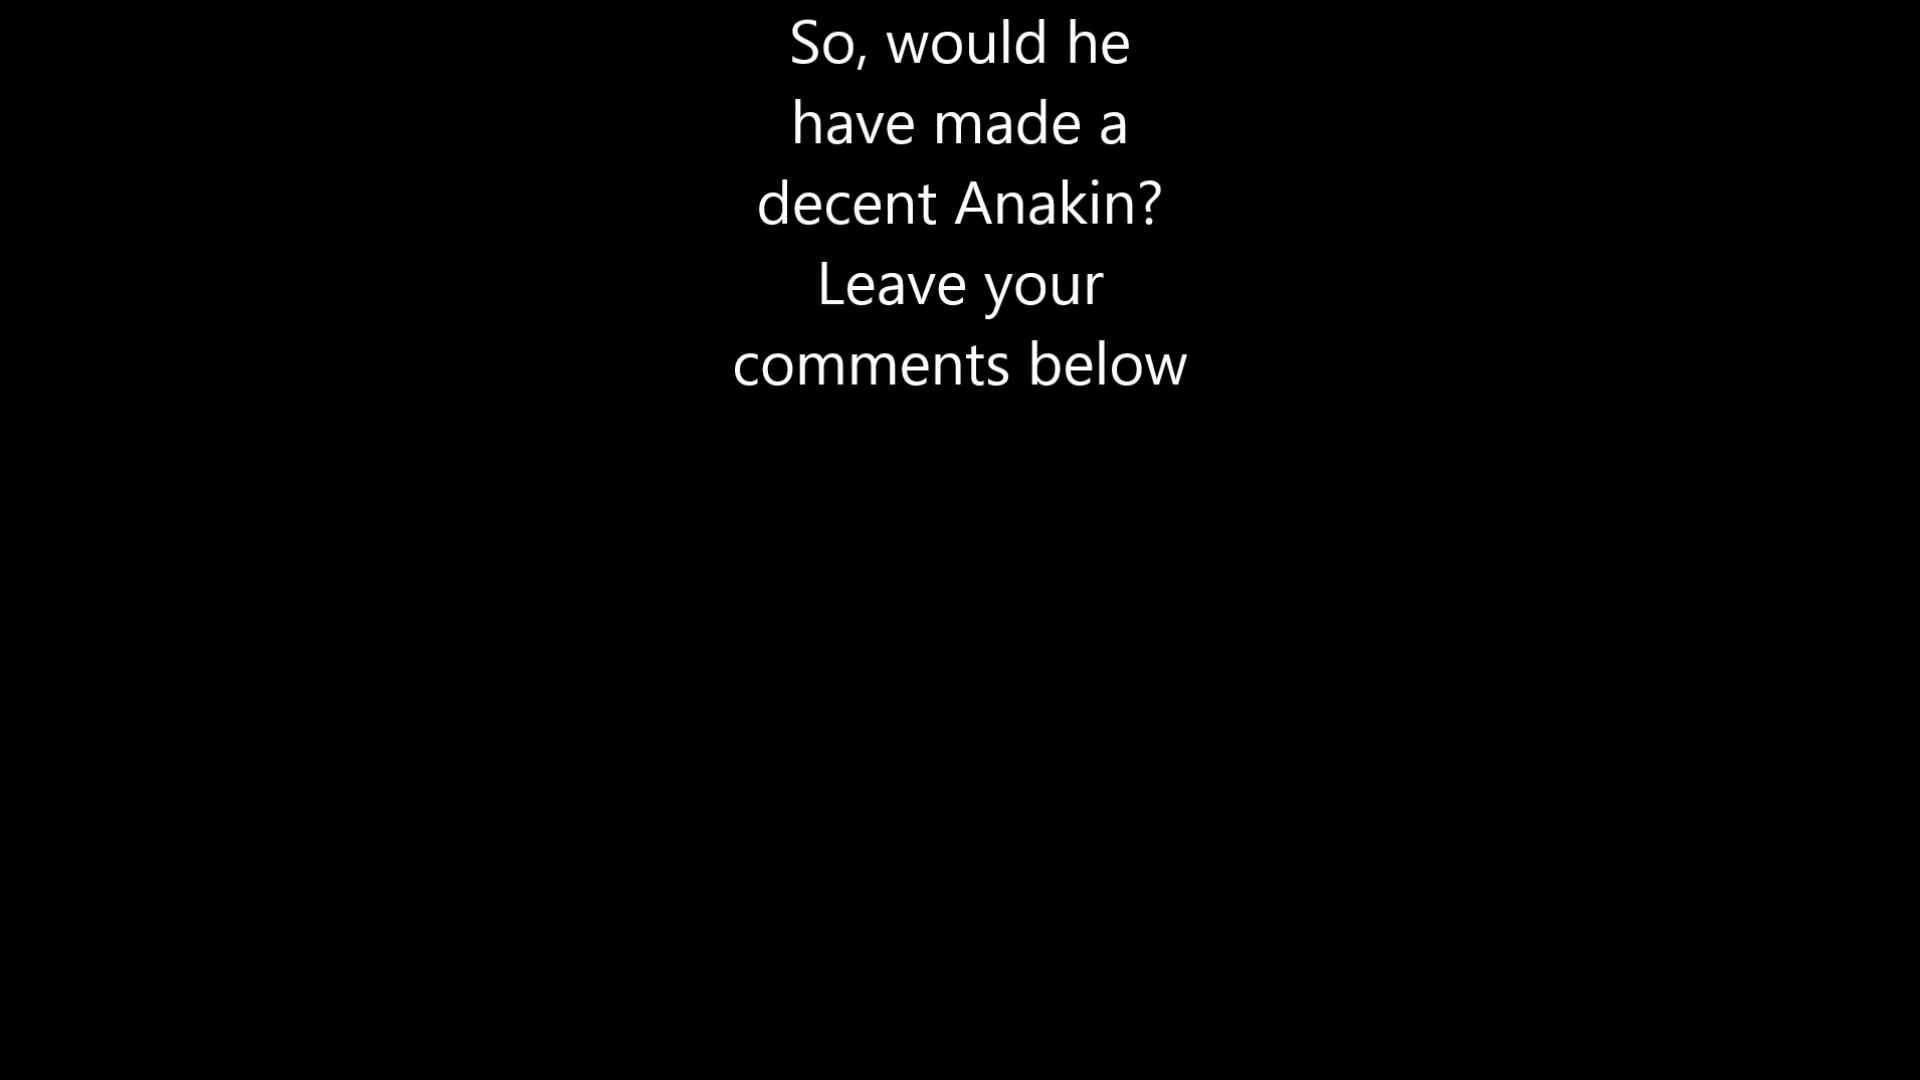 So, would he
have made a
decent Anakin?
Leave your
comments below